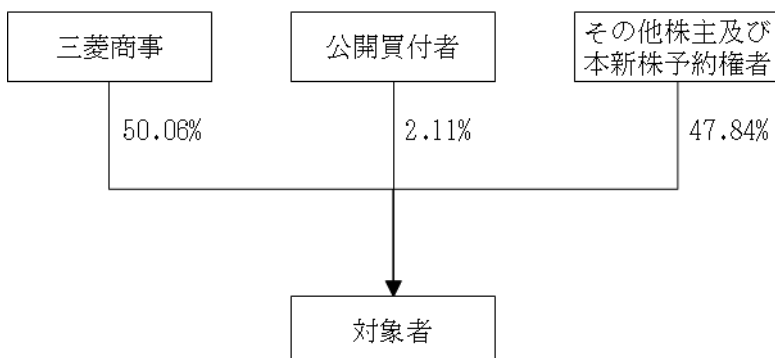 三菱商事
公開買付者
その他株主及び
本新株予約権者
50.06%
2.11%
47.84%
対象者